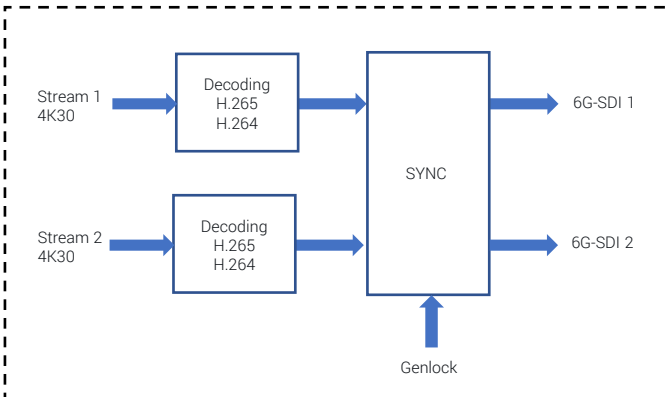 Stream 1
4K30
Decoding
H.265
H.264
SYNC
6G-SDI 1
Stream 2
4K30
Decoding
H.265
H.264
6G-SDI 2
Genlock